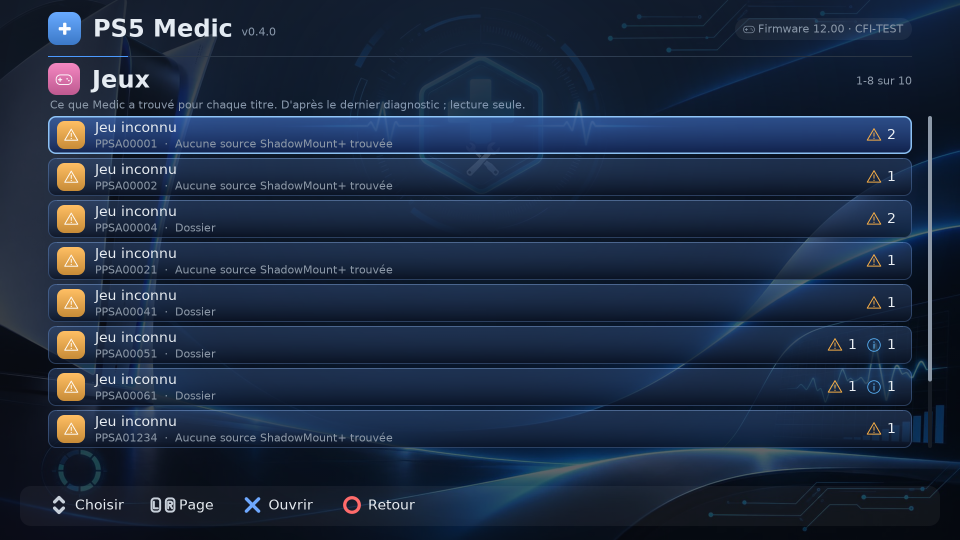 PS5 Medic v0.4.0
Firmware 12.00 · CFI-TEST
Jeux
1-8 sur 10
Ce que Medic a trouvé pour chaque titre. D'après le dernier diagnostic ; lecture seule.
Jeu inconnu
2
PPSA00001 · Aucune source ShadowMount+ trouvée
Jeu inconnu
1
PPSA00002 · Aucune source ShadowMount+ trouvée
Jeu inconnu
2
PPSA00004 · Dossier
Jeu inconnu
1
PPSA00021 · Aucune source ShadowMount+ trouvée
Jeu inconnu
1
PPSA00041 · Dossier
Jeu inconnu
1 1
PPSA00051 · Dossier
Jeu inconnu
1 1
PPSA00061 · Dossier
Jeu inconnu
1
PPSA01234 · Aucune source ShadowMount+ trouvée
Choisir L R Page Ouvrir Retour